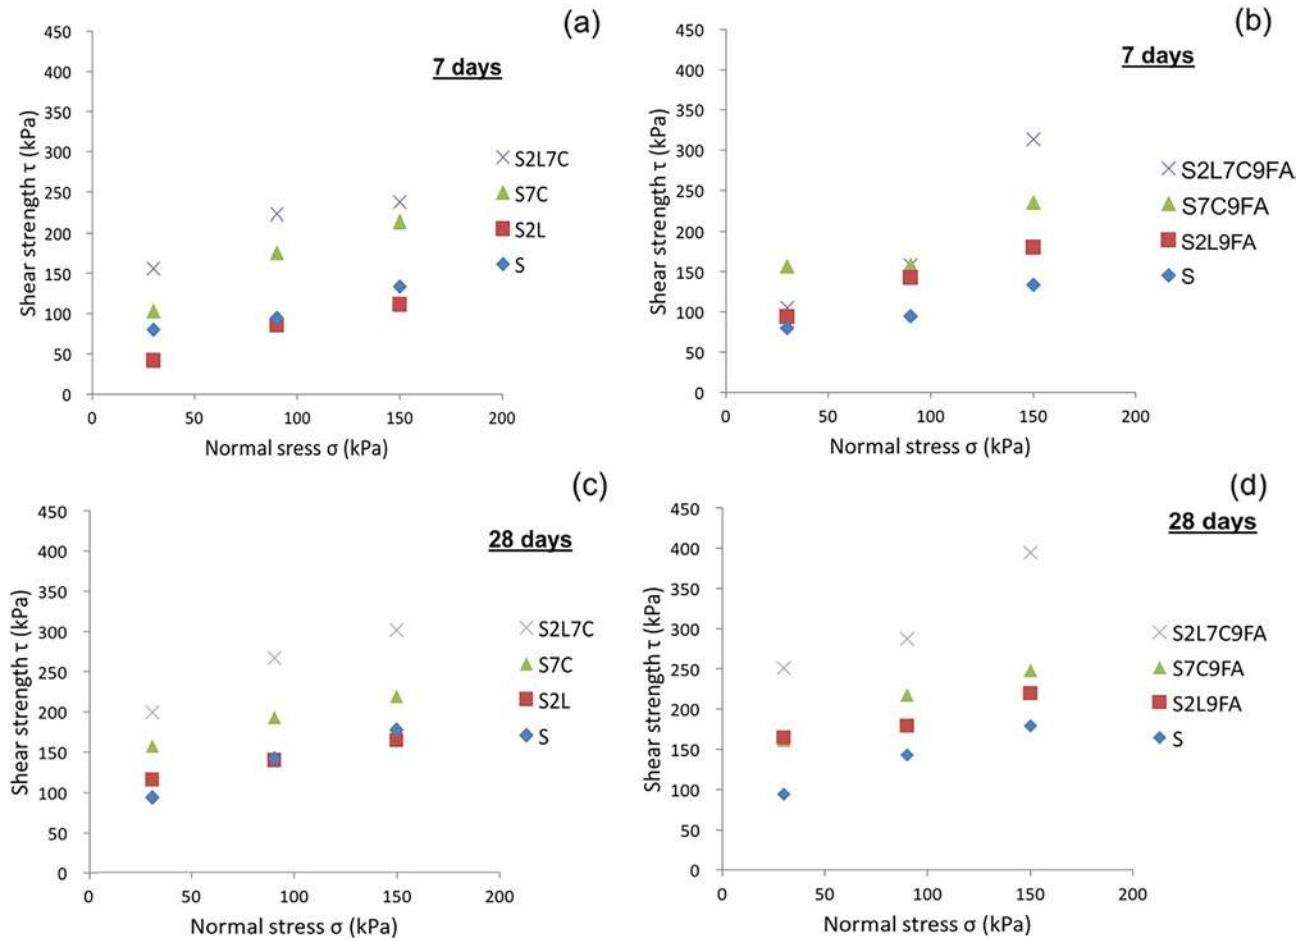 (a)
7 days
450
400
350
300
250
200
150
100
50
0
0 50 100 150 200
Shear strength τ (kPa)
Normal sress σ (kPa)
S2L7C
S7C
S2L
S
(b)
7 days
450
400
350
300
250
200
150
100
50
0
0 50 100 150 200
Shear strength τ (kPa)
Normal stress σ (kPa)
S2L7C9FA
S7C9FA
S2L9FA
S
(c)
28 days
450
400
350
300
250
200
150
100
50
0
0 50 100 150 200
Shear strength τ (kPa)
Normal stress σ (kPa)
S2L7C
S7C
S2L
S
(d)
28 days
450
400
350
300
250
200
150
100
50
0
0 50 100 150 200
Shear strength τ (kPa)
Normal stress σ (kPa)
S2L7C9FA
S7C9FA
S2L9FA
S